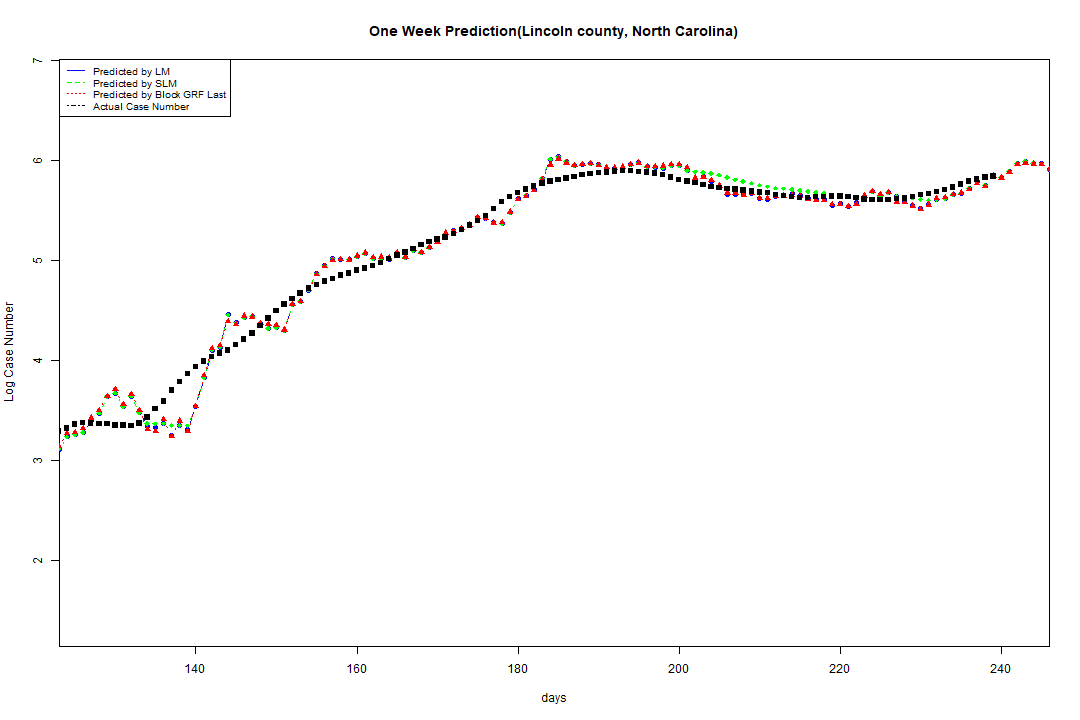 One Week Prediction(Lincoln county, North Carolina)
Predicted by LM
Predicted by SLM
Predicted by Block GRF Last
Actual Case Number
7
6
5
4
3
2
Log Case Number
140 160 180 200 220 240
days